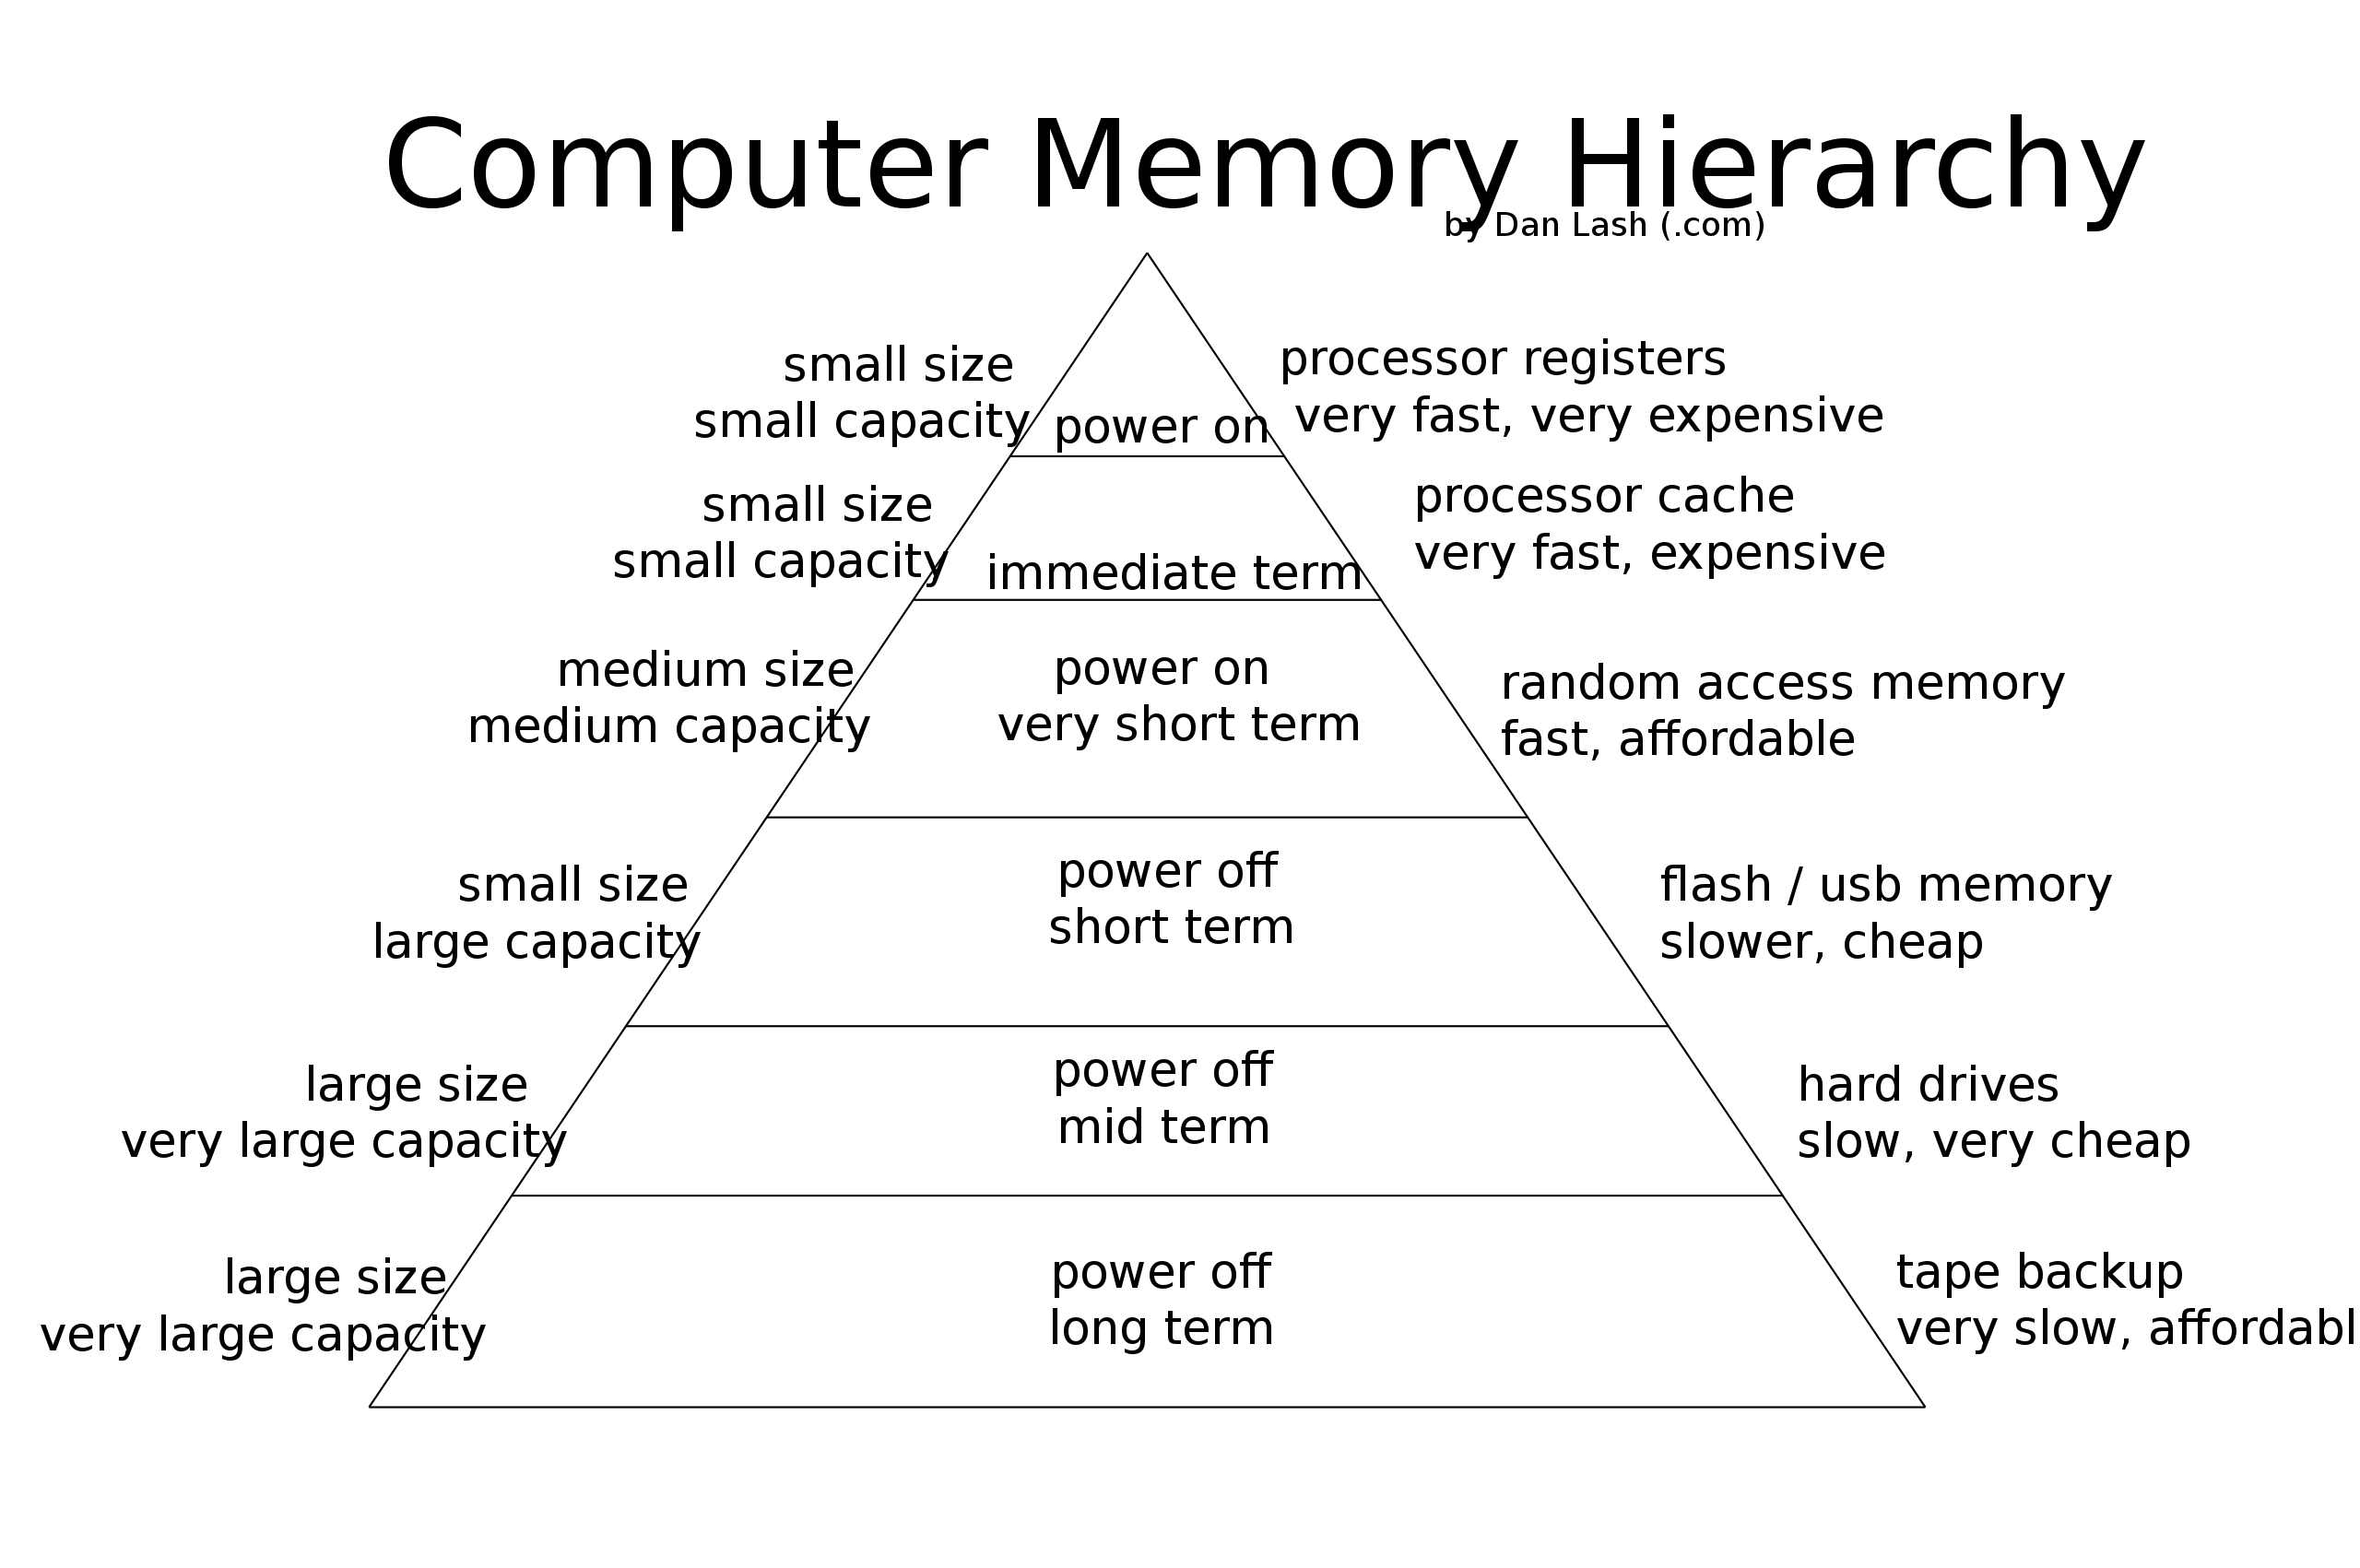 Computer Memory Hierarchy
by Dan Lash (.com)
small size
small capacity
power on
processor registers
very fast, very expensive
small size
small capacity
immediate term
processor cache
very fast, expensive
medium size
medium capacity
power on
very short term
random access memory
fast, affordable
small size
large capacity
power off
short term
flash / usb memory
slower, cheap
large size
very large capacity
power off
mid term
hard drives
slow, very cheap
large size
very large capacity
power off
long term
tape backup
very slow, affordabl